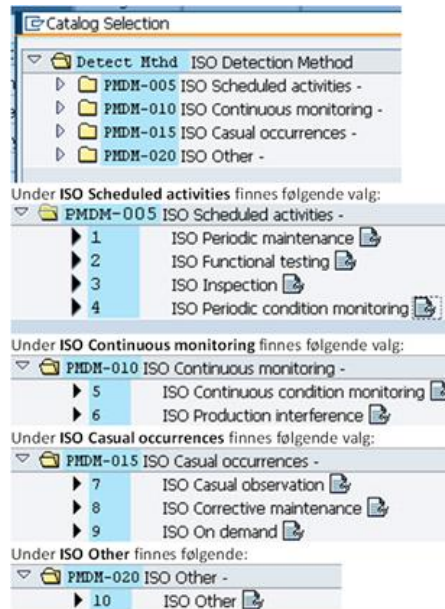 Catalog Selection
Detect Mthd ISO Detection Method
PMDM-005 ISO Scheduled activities -
PMDM-010 ISO Continuous monitoring -
PMDM-015 ISO Casual occurrences -
PMDM-020 ISO Other -
Under ISO Scheduled activities finnes følgende valg:
PMDM-005 ISO Scheduled activities -
1 ISO Periodic maintenance
2 ISO Functional testing
3 ISO Inspection
4 ISO Periodic condition monitoring
Under ISO Continuous monitoring finnes følgende valg:
PMDM-010 ISO Continuous monitoring -
5 ISO Continuous condition monitoring
6 ISO Production interference
Under ISO Casual occurrences finnes følgende valg:
PMDM-015 ISO Casual occurrences -
7 ISO Casual observation
8 ISO Corrective maintenance
9 ISO On demand
Under ISO Other finnes følgende:
PMDM-020 ISO Other -
10 ISO Other